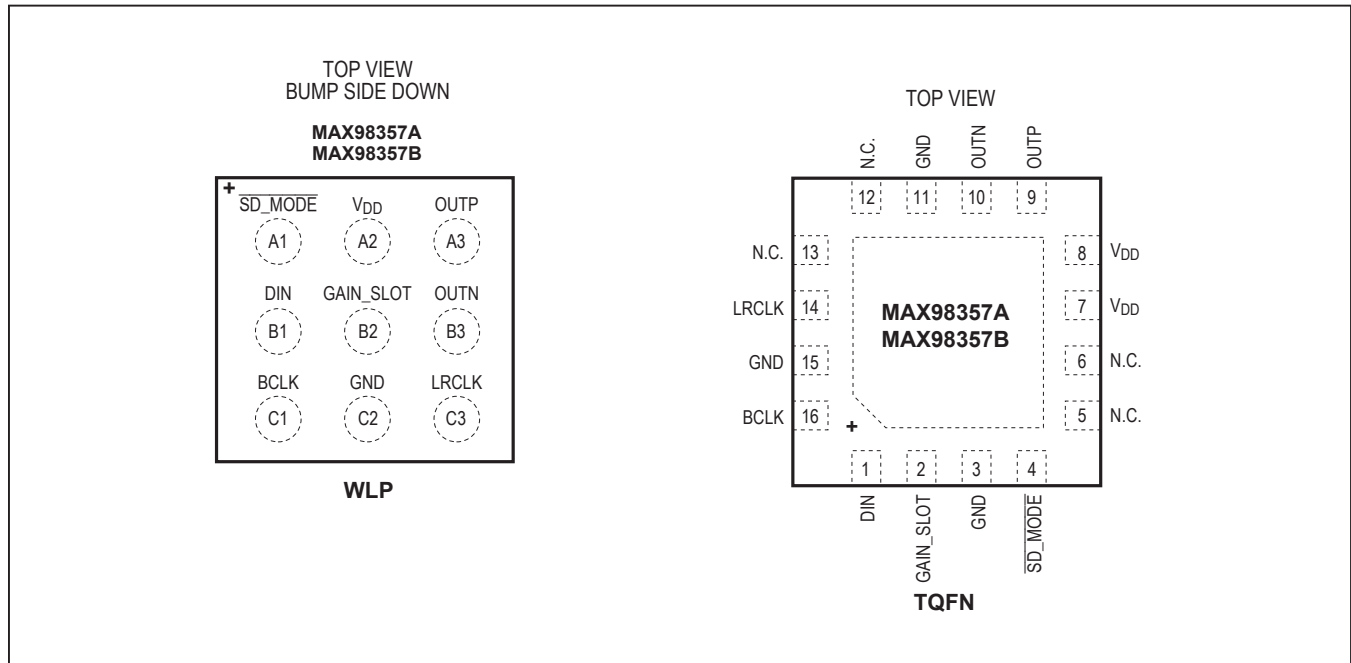 TOP VIEW
BUMP SIDE DOWN
MAX98357A
MAX98357B
+
SD_MODE VDD OUTP
A1 A2 A3
DIN GAIN_SLOT OUTN
B1 B2 B3
BCLK GND LRCLK
C1 C2 C3
WLP
TOP VIEW
N.C. GND OUTN OUTP
12 11 10 9
N.C. 13 8 VDD
LRCLK 14 7 VDD
MAX98357A
MAX98357B
GND 15 6 N.C.
BCLK 16 5 N.C.
+
1 2 3 4
DIN GAIN_SLOT GND SD_MODE
TQFN